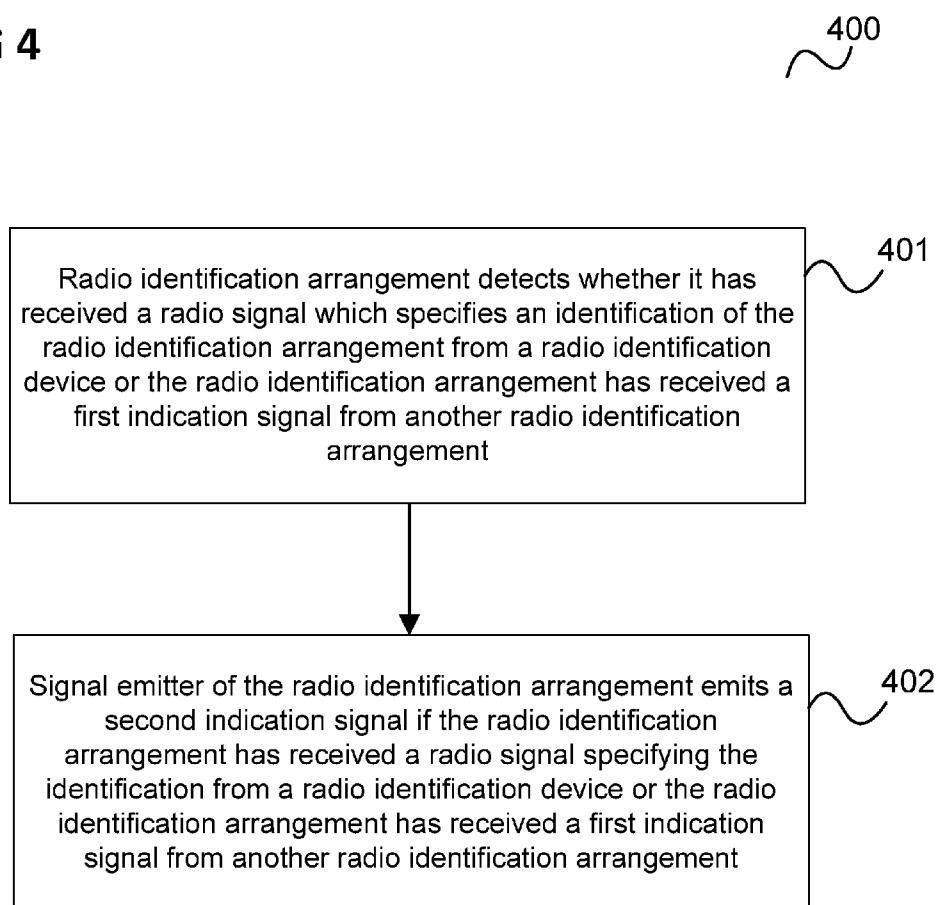 4
400
401
Radio identification arrangement detects whether it has
received a radio signal which specifies an identification of the
radio identification arrangement from a radio identification
device or the radio identification arrangement has received a
first indication signal from another radio identification
arrangement
402
Signal emitter of the radio identification arrangement emits a
second indication signal if the radio identification
arrangement has received a radio signal specifying the
identification from a radio identification device or the radio
identification arrangement has received a first indication
signal from another radio identification arrangement